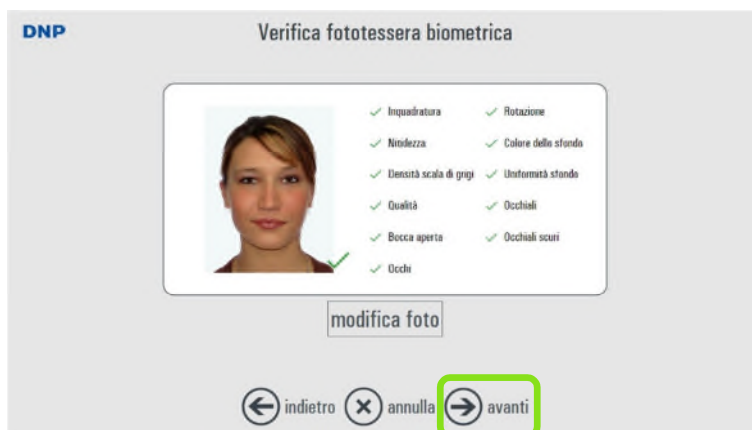 DNP
Verifica fototessera biometrica
Inquadratura
Rotazione
Nitidezza
Colore dello sfondo
Densità scala di grigi
Uniformità sfondo
Qualità
Occhiali
Bocca aperta
Occhiali scuri
Occhi
modifica foto
indietro
annulla
avanti